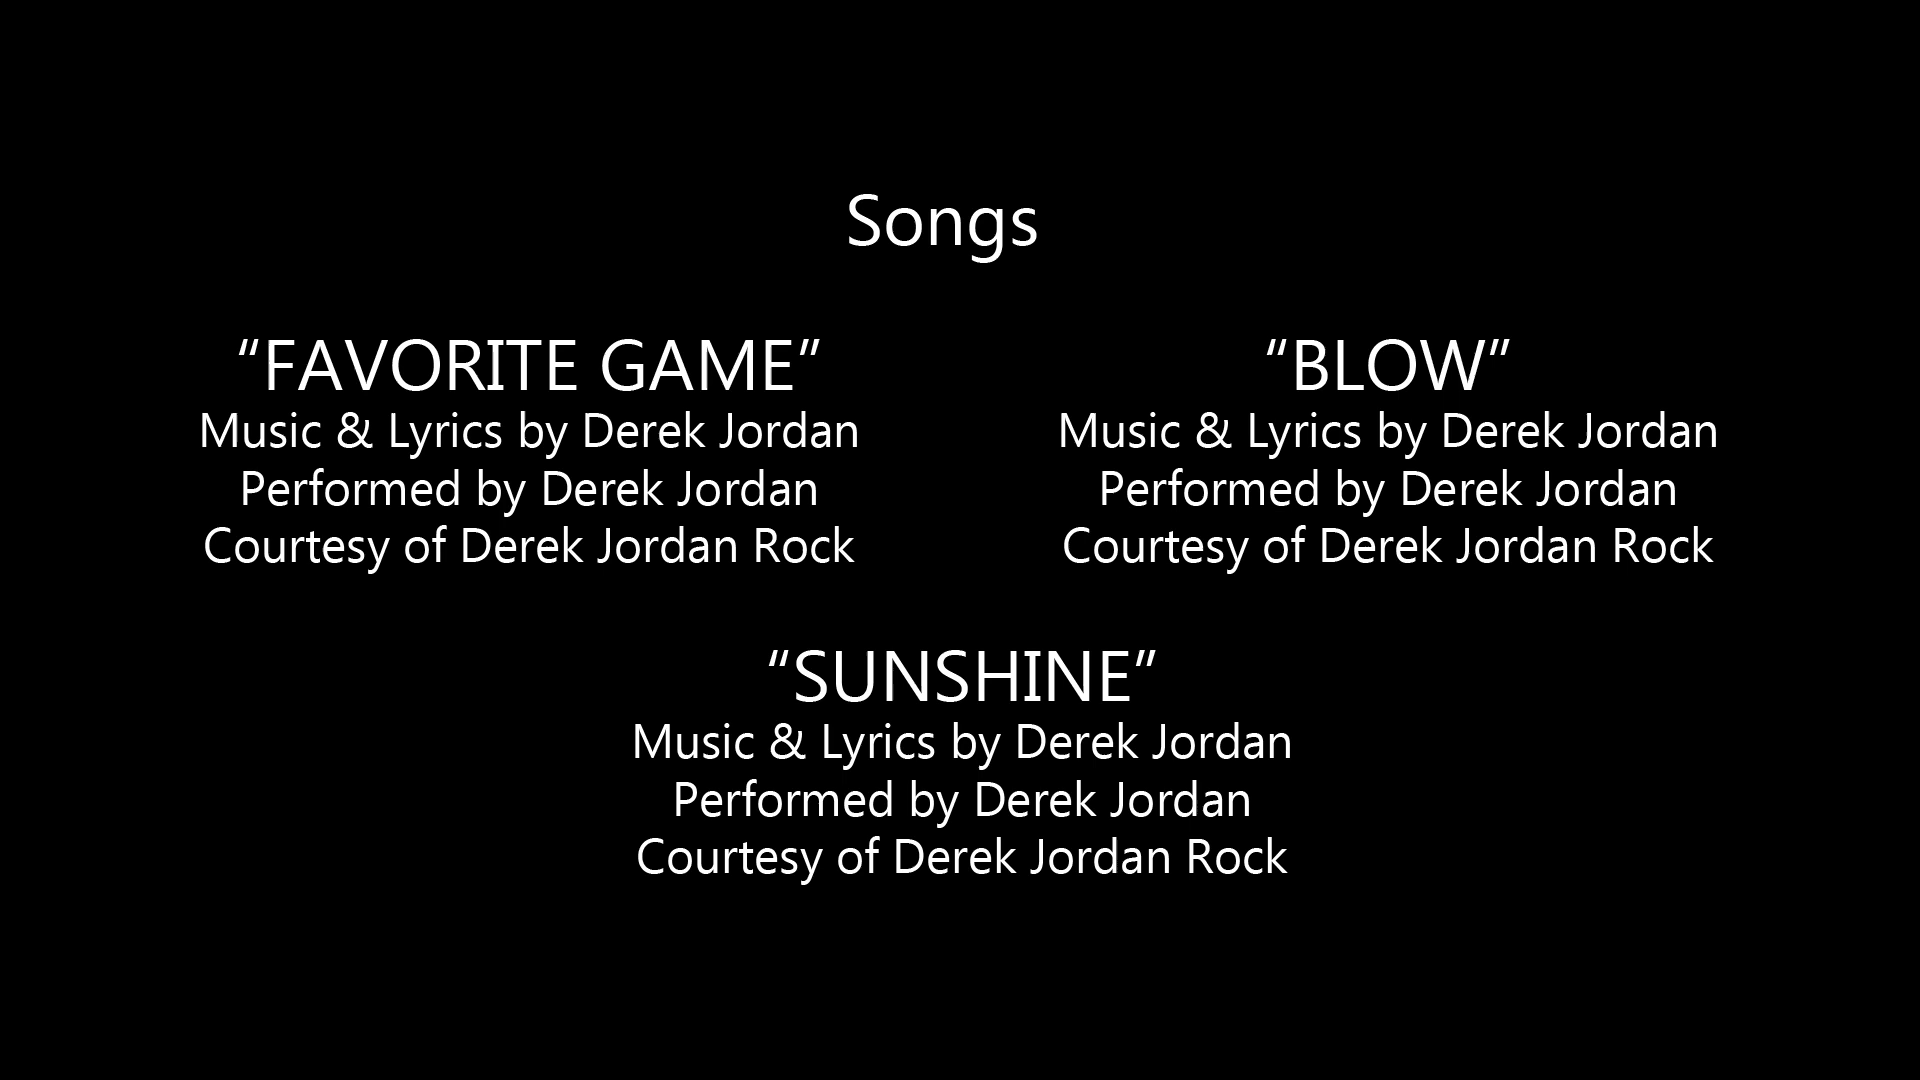 Songs
“FAVORITE GAME”
Music & Lyrics by Derek Jordan
Performed by Derek Jordan
Courtesy of Derek Jordan Rock
“BLOW”
Music & Lyrics by Derek Jordan
Performed by Derek Jordan
Courtesy of Derek Jordan Rock
“SUNSHINE”
Music & Lyrics by Derek Jordan
Performed by Derek Jordan
Courtesy of Derek Jordan Rock